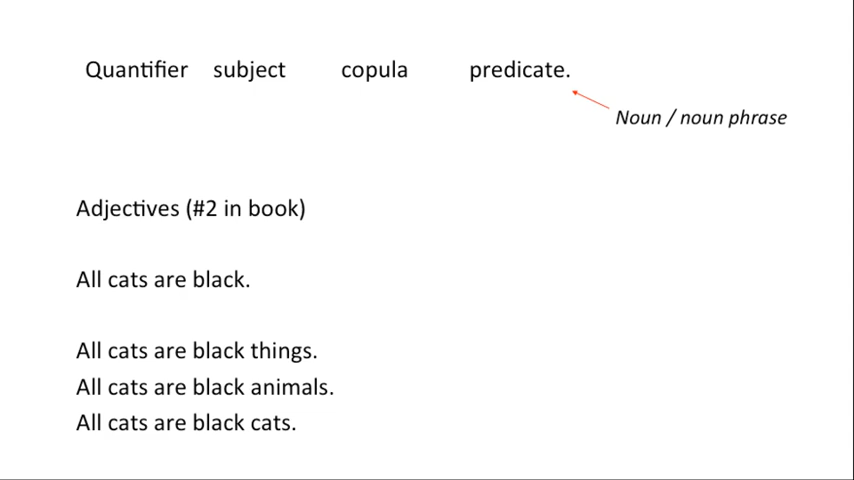 Quantifier subject copula predicate.
Noun / noun phrase
Adjectives (#2 in book)
All cats are black.
All cats are black things.
All cats are black animals.
All cats are black cats.